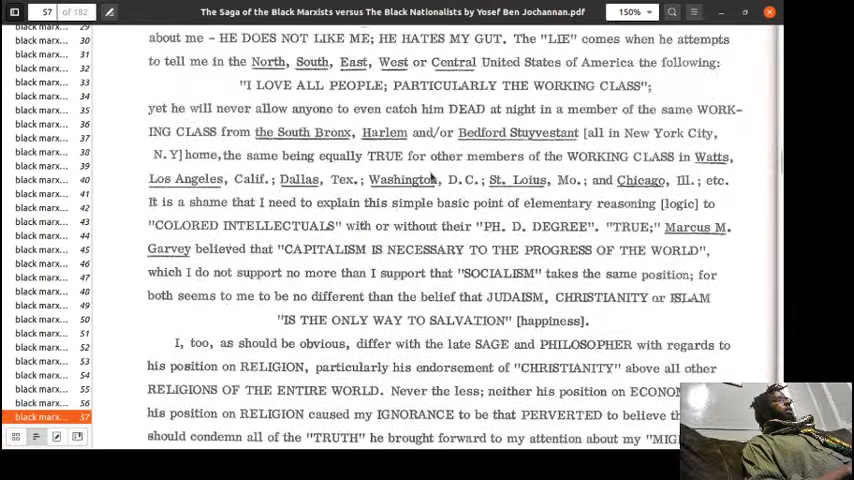 57 of 182
The Saga of the Black Marxists versus The Black Nationalists by Yosef Ben Jochannan.pdf
150%
29
black marx... 30
black marx... 31
black marx... 32
black marx... 33
black marx... 34
black marx... 35
black marx... 36
black marx... 37
black marx... 38
black marx... 39
black marx... 40
black marx... 41
black marx... 42
black marx... 43
black marx... 44
black marx... 45
black marx... 46
black marx... 47
black marx... 48
black marx... 49
black marx... 50
black marx... 51
black marx... 52
black marx... 53
black marx... 54
black marx... 55
black marx... 56
black marx... 57
about me – HE DOES NOT LIKE ME; HE HATES MY GUT. The "LIE" comes when he attempts
to tell me in the North, South, East, West or Central United States of America the following:
"I LOVE ALL PEOPLE; PARTICULARLY THE WORKING CLASS";
yet he will never allow anyone to even catch him DEAD at night in a member of the same WORK-
ING CLASS from the South Bronx, Harlem and/or Bedford Stuyvestant [all in New York City,
N.Y] home, the same being equally TRUE for other members of the WORKING CLASS in Watts,
Los Angeles, Calif.; Dallas, Tex.; Washington, D.C.; St. Loius, Mo.; and Chicago, Ill.; etc.
It is a shame that I need to explain this simple basic point of elementary reasoning [logic] to
"COLORED INTELLECTUALS" with or without their "PH. D. DEGREE". "TRUE;" Marcus M.
Garvey believed that "CAPITALISM IS NECESSARY TO THE PROGRESS OF THE WORLD",
which I do not support no more than I support that "SOCIALISM" takes the same position; for
both seems to me to be no different than the belief that JUDAISM, CHRISTIANITY or ISLAM
"IS THE ONLY WAY TO SALVATION" [happiness].
I, too, as should be obvious, differ with the late SAGE and PHILOSOPHER with regards to
his position on RELIGION, particularly his endorsement of "CHRISTIANITY" above all other
RELIGIONS OF THE ENTIRE WORLD. Never the less; neither his position on ECON
his position on RELIGION caused my IGNORANCE to be that PERVERTED to believe th
should condemn all of the "TRUTH" he brought forward to my attention about my "MIG